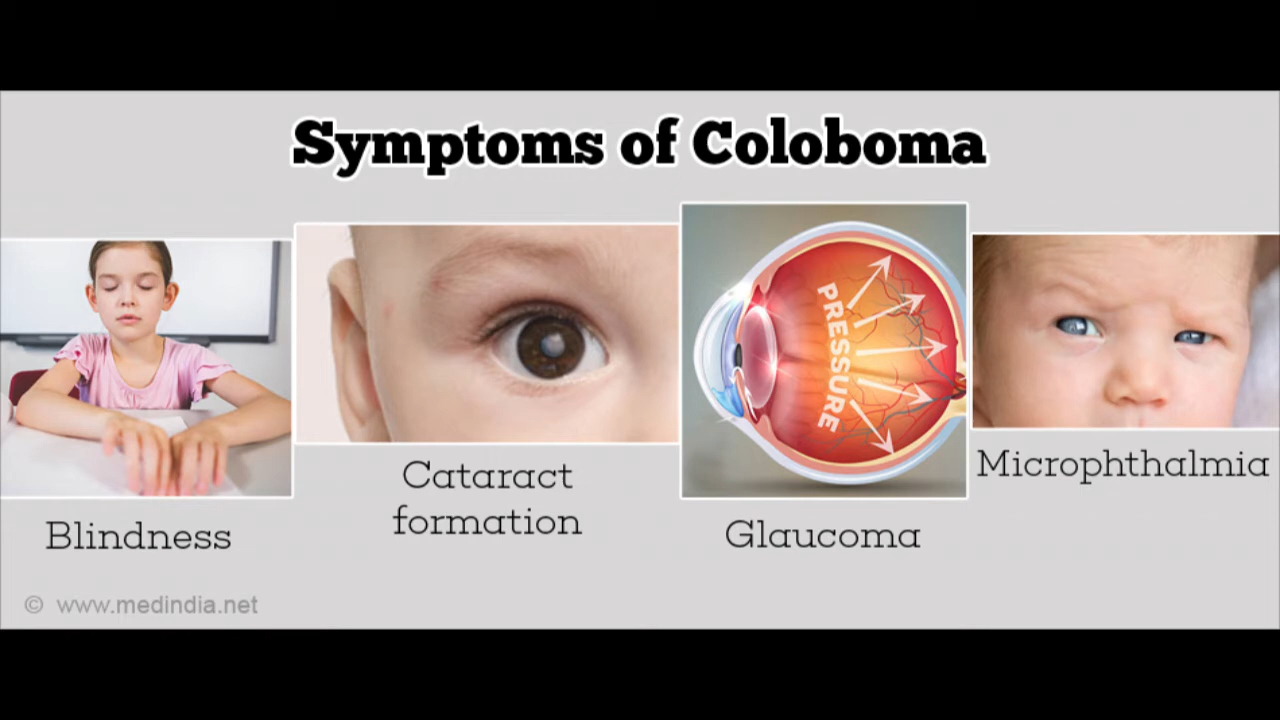 Symptoms of Coloboma
PRESSURE
Blindness
Cataract
formation
Glaucoma
Microphthalmia
© www.medindia.net